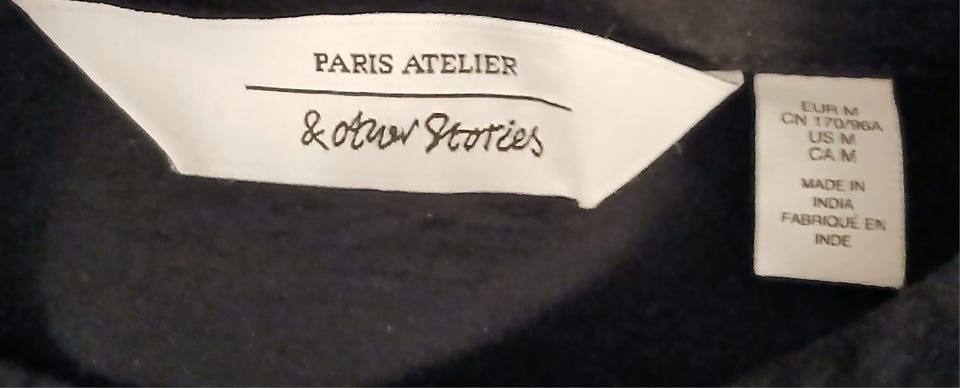 PARIS ATELIER
& other Stories
EUR M
CN 170/96A
US M
CA M
MADE IN
INDIA
FABRIQUÉ EN
INDE